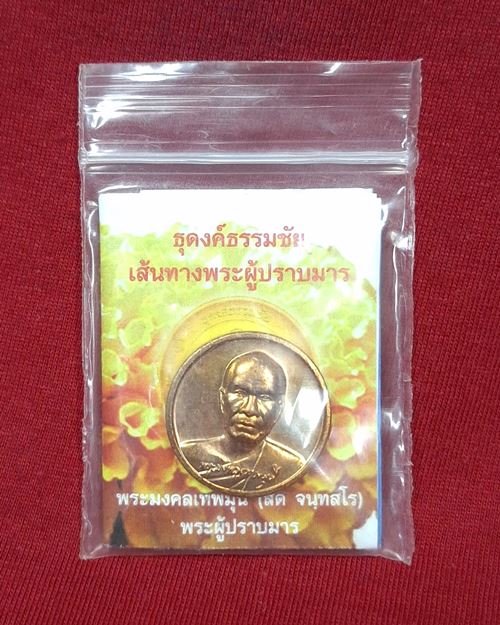 ธุดงค์ธรรมชัย
เส้นทางพระผู้ปราบมาร
พระมงคลเทพมุนี (สด จนฺทสโร)
พระผู้ปราบมาร